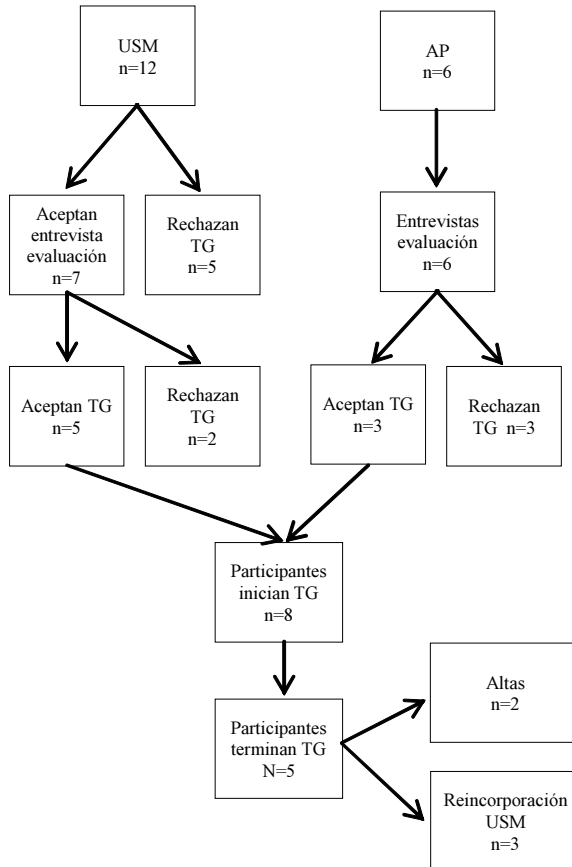 USM
n=12
AP
n=6
Aceptan
entrevista
evaluación
n=7
Rechazan
TG
n=5
Entrevistas
evaluación
n=6
Aceptan TG
n=5
Rechazan
TG
n=2
Aceptan TG
n=3
Rechazan
TG n=3
Participantes
inician TG
n=8
Participantes
terminan TG
N=5
Altas
n=2
Reincorporación
USM
n=3